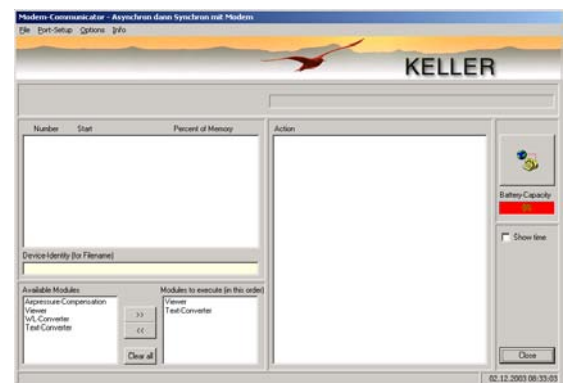 Modem-Communicator - Asynchron dann Synchron mit Modem
File Port-Setup Options Info
KELLER
Number Start Percent of Memory
Action
Battery-Capacity
Show time
Device-Identity (for Filename)
Available Modules
Modules to execute (in this order)
Airpressure-Compensation
Viewer
WL-Converter
Text-Converter
Viewer
Text-Converter
>>
<<
Clear all
Close
02.12.2003 08:33:03